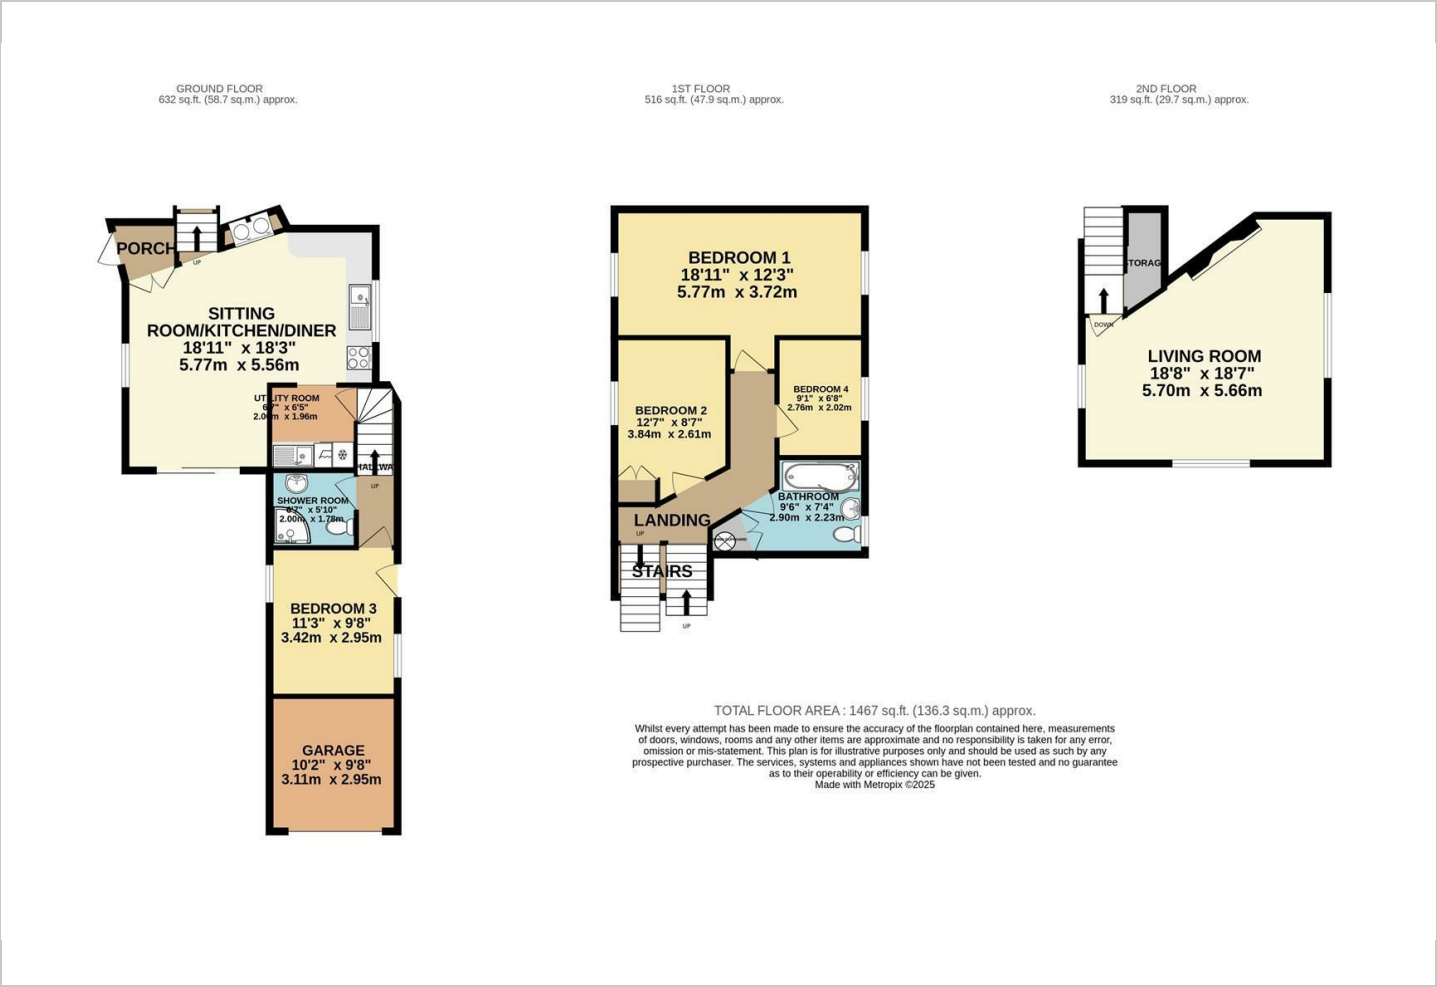 GROUND FLOOR
632 sq.ft. (58.7 sq.m.) approx.
1ST FLOOR
516 sq.ft. (47.9 sq.m.) approx.
2ND FLOOR
319 sq.ft. (29.7 sq.m.) approx.
PORCH
UP
SITTING
ROOM/KITCHEN/DINER
18'11" x 18'3"
5.77m x 5.56m
UTILITY ROOM
x 6'5"
x 1.96m
UP
SHOWER ROOM
x 5'10"
2.00m x 1.78m
BEDROOM 3
11'3" x 9'8"
3.42m x 2.95m
GARAGE
10'2" x 9'8"
3.11m x 2.95m
BEDROOM 1
18'11" x 12'3"
5.77m x 3.72m
BEDROOM 2
12'7" x 8'7"
3.84m x 2.61m
BEDROOM 4
9'1" x 6'8"
2.76m x 2.02m
BATHROOM
9'6" x 7'4"
2.90m x 2.23m
LANDING
UP
STAIRS
UP
STORAG
DOWN
LIVING ROOM
18'8" x 18'7"
5.70m x 5.66m
TOTAL FLOOR AREA : 1467 sq.ft. (136.3 sq.m.) approx.
Whilst every attempt has been made to ensure the accuracy of the floorplan contained here, measurements
of doors, windows, rooms and any other items are approximate and no responsibility is taken for any error,
omission or mis-statement. This plan is for illustrative purposes only and should be used as such by any
prospective purchaser. The services, systems and appliances shown have not been tested and no guarantee
as to their operability or efficiency can be given.
Made with Metropix ©2025